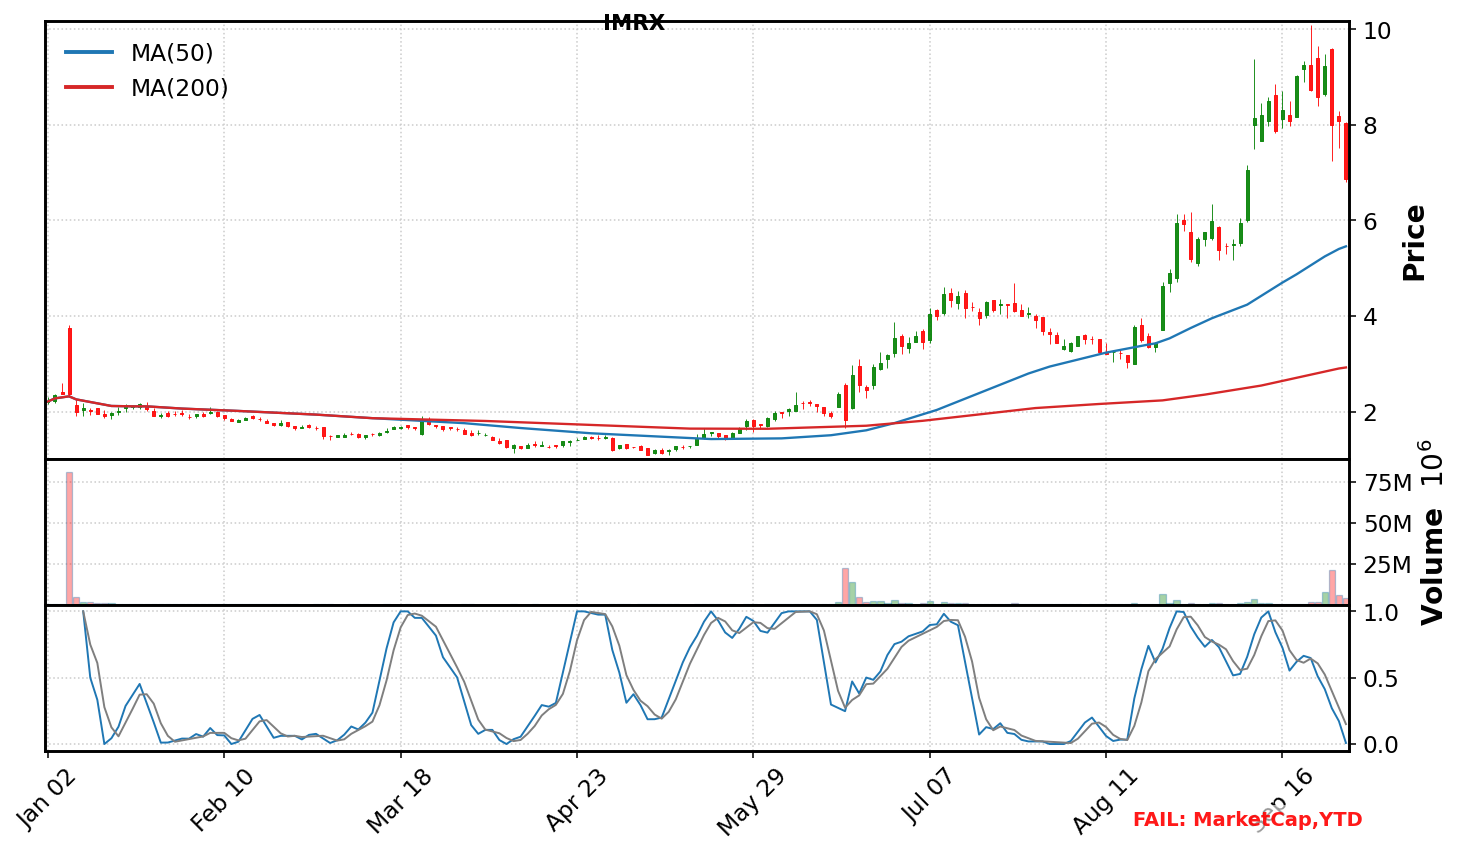 IMRX
MA(50)
MA(200)
10
8
6
4
2
Price
75M
50M
25M
Volume 10^6
1.0
0.5
0.0
Jan 02
Feb 10
Mar 18
Apr 23
May 29
Jul 07
Aug 11
Sep 16
FAIL: MarketCap,YTD